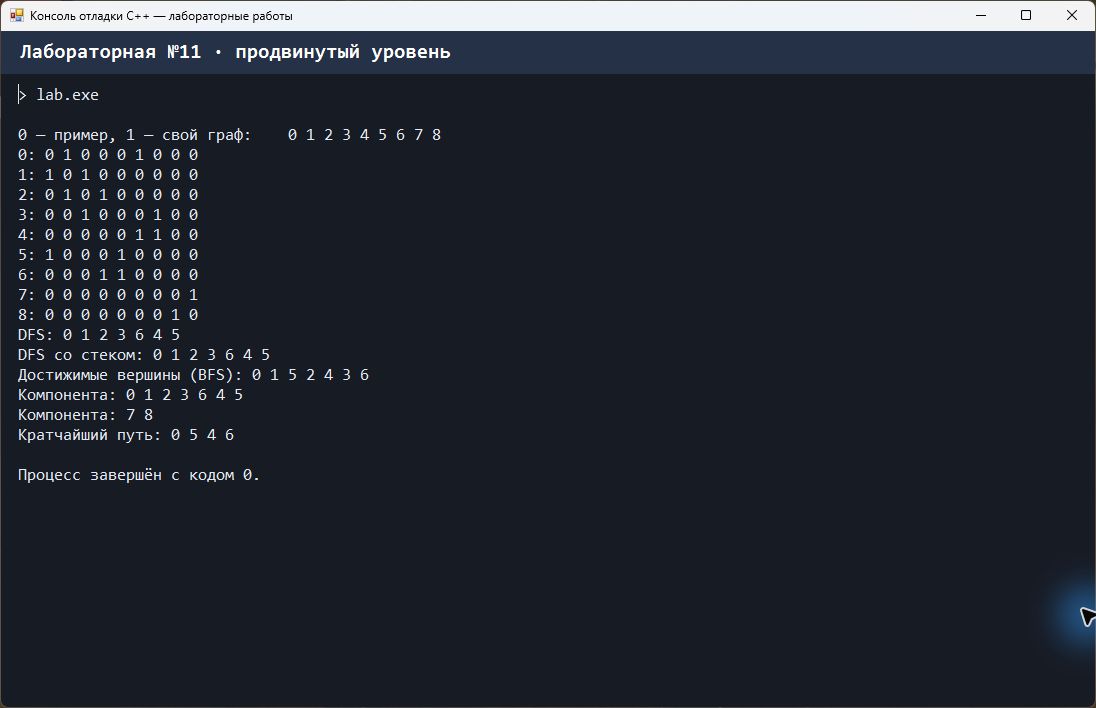 Консоль отладки C++ — лабораторные работы
Лабораторная №11 · продвинутый уровень
> lab.exe
0 — пример, 1 — свой граф:    0 1 2 3 4 5 6 7 8
0: 0 1 0 0 0 1 0 0 0
1: 1 0 1 0 0 0 0 0 0
2: 0 1 0 1 0 0 0 0 0
3: 0 0 1 0 0 0 1 0 0
4: 0 0 0 0 0 1 1 0 0
5: 1 0 0 0 1 0 0 0 0
6: 0 0 0 1 1 0 0 0 0
7: 0 0 0 0 0 0 0 0 1
8: 0 0 0 0 0 0 0 1 0
DFS: 0 1 2 3 6 4 5
DFS со стеком: 0 1 2 3 6 4 5
Достижимые вершины (BFS): 0 1 5 2 4 3 6
Компонента: 0 1 2 3 6 4 5
Компонента: 7 8
Кратчайший путь: 0 5 4 6
Процесс завершён с кодом 0.